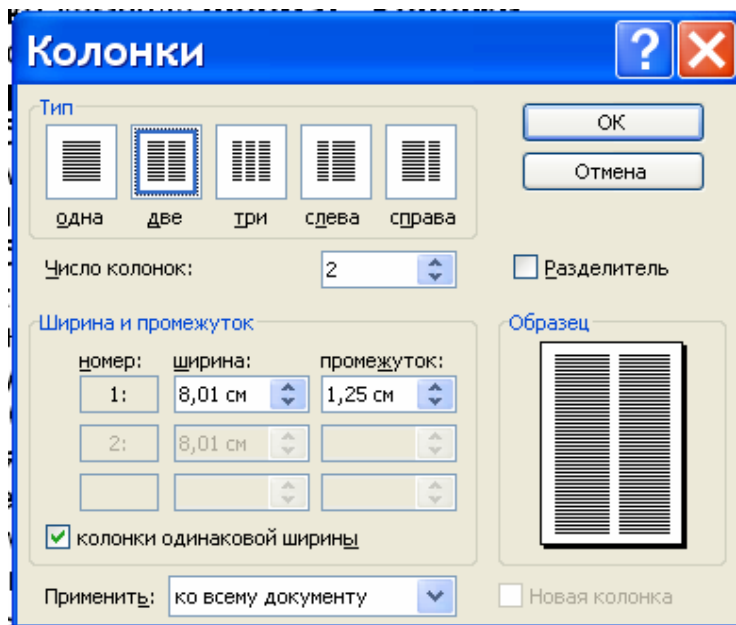 Колонки
Тип
ОК
Отмена
одна две три слева справа
Число колонок: 2
Разделитель
Ширина и промежуток
Образец
номер: ширина: промежуток:
1: 8,01 см 1,25 см
2: 8,01 см
колонки одинаковой ширины
Применить: ко всему документу
Новая колонка